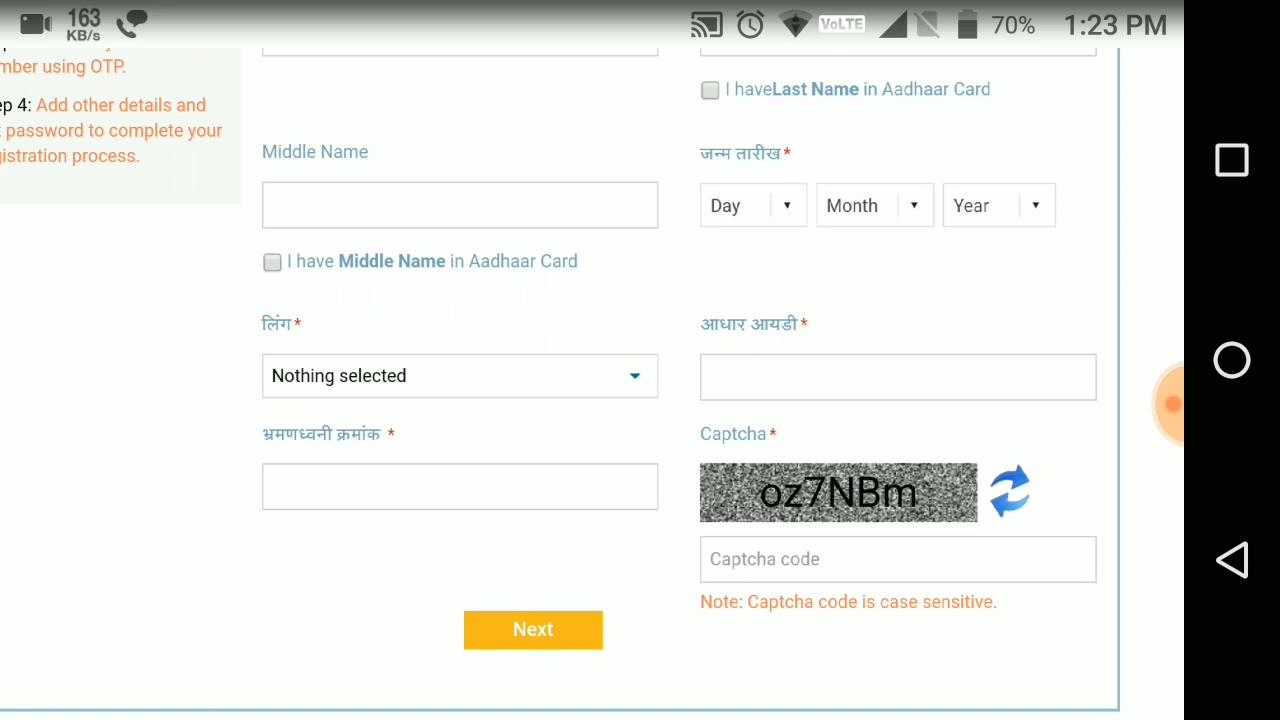 163
KB/s
VoLTE
70%
1:23 PM
mber using OTP.
ep 4: Add other details and
password to complete your
gistration process.
I haveLast Name in Aadhaar Card
Middle Name
जन्म तारीख*
Day
Month
Year
I have Middle Name in Aadhaar Card
लिंग*
आधार आयडी*
Nothing selected
भ्रमणध्वनी क्रमांक *
Captcha*
oz7NBm
Captcha code
Note: Captcha code is case sensitive.
Next